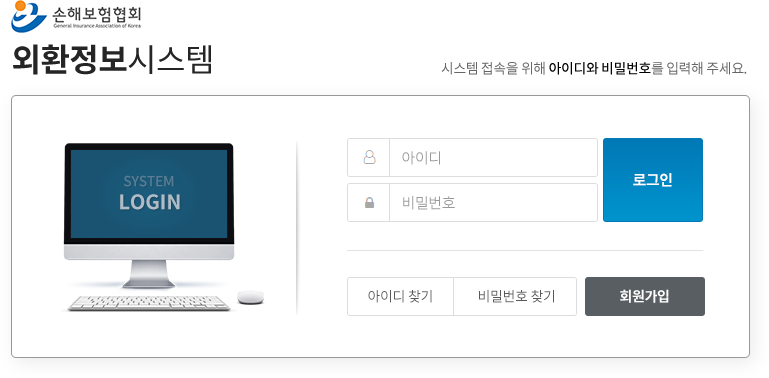 손해보험협회
General Insurance Association of Korea
외환정보시스템
시스템 접속을 위해 아이디와 비밀번호를 입력해 주세요.
SYSTEM
LOGIN
아이디
비밀번호
로그인
아이디 찾기
비밀번호 찾기
회원가입